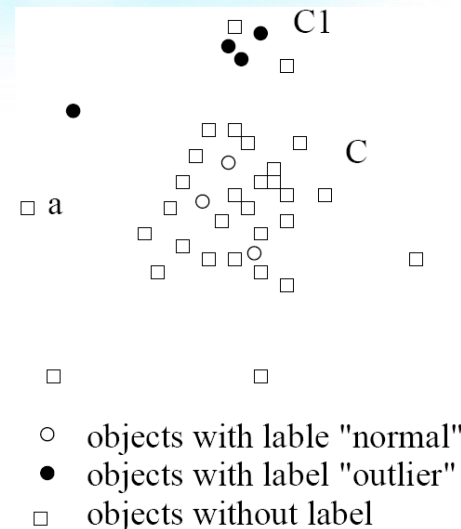 C1
C
a
objects with lable "normal"
objects with label "outlier"
objects without label